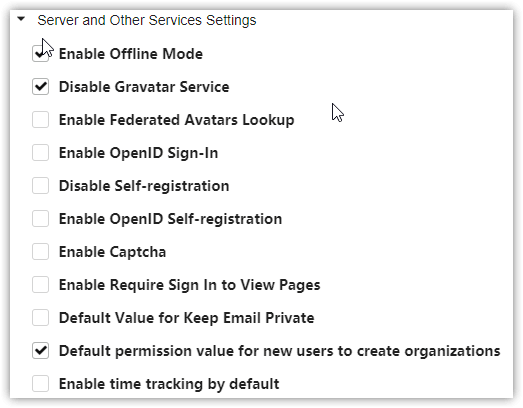 Server and Other Services Settings
Enable Offline Mode
Disable Gravatar Service
Enable Federated Avatars Lookup
Enable OpenID Sign-In
Disable Self-registration
Enable OpenID Self-registration
Enable Captcha
Enable Require Sign In to View Pages
Default Value for Keep Email Private
Default permission value for new users to create organizations
Enable time tracking by default